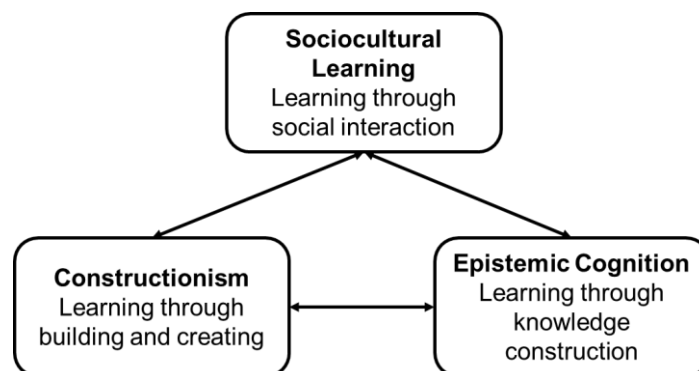 Sociocultural
Learning
Learning through
social interaction
Constructionism
Learning through
building and creating
Epistemic Cognition
Learning through
knowledge
construction